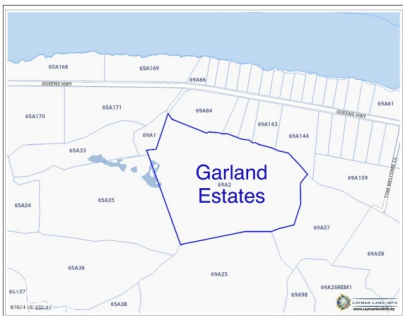 65A168
65A169
69A66
QUEENS HWY
65A171
69A84
69A61
QUEENS HWY
65A170
69A143
69A1
69A144
65A33
Garland
Estates
69A2
69A159
TOM WELCOME CL
65A34
65A35
69A57
69A58
65A36
69A25
69A26REM1
65A37
65A38
69A98
CAYMAN LAND INFO
www.caymanlandinfo.ky